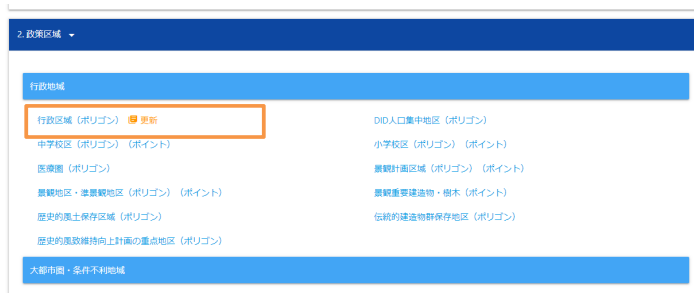 2. 政策区域
行政地域
行政区域（ポリゴン） 更新
DID人口集中地区（ポリゴン）
中学校区（ポリゴン）（ポイント）
小学校区（ポリゴン）（ポイント）
医療圏（ポリゴン）
景観計画区域（ポリゴン）（ポイント）
景観地区・準景観地区（ポリゴン）（ポイント）
景観重要建造物・樹木（ポイント）
歴史的風土保存区域（ポリゴン）
伝統的建造物群保存地区（ポリゴン）
歴史的風致維持向上計画の重点地区（ポリゴン）
大都市圏・条件不利地域